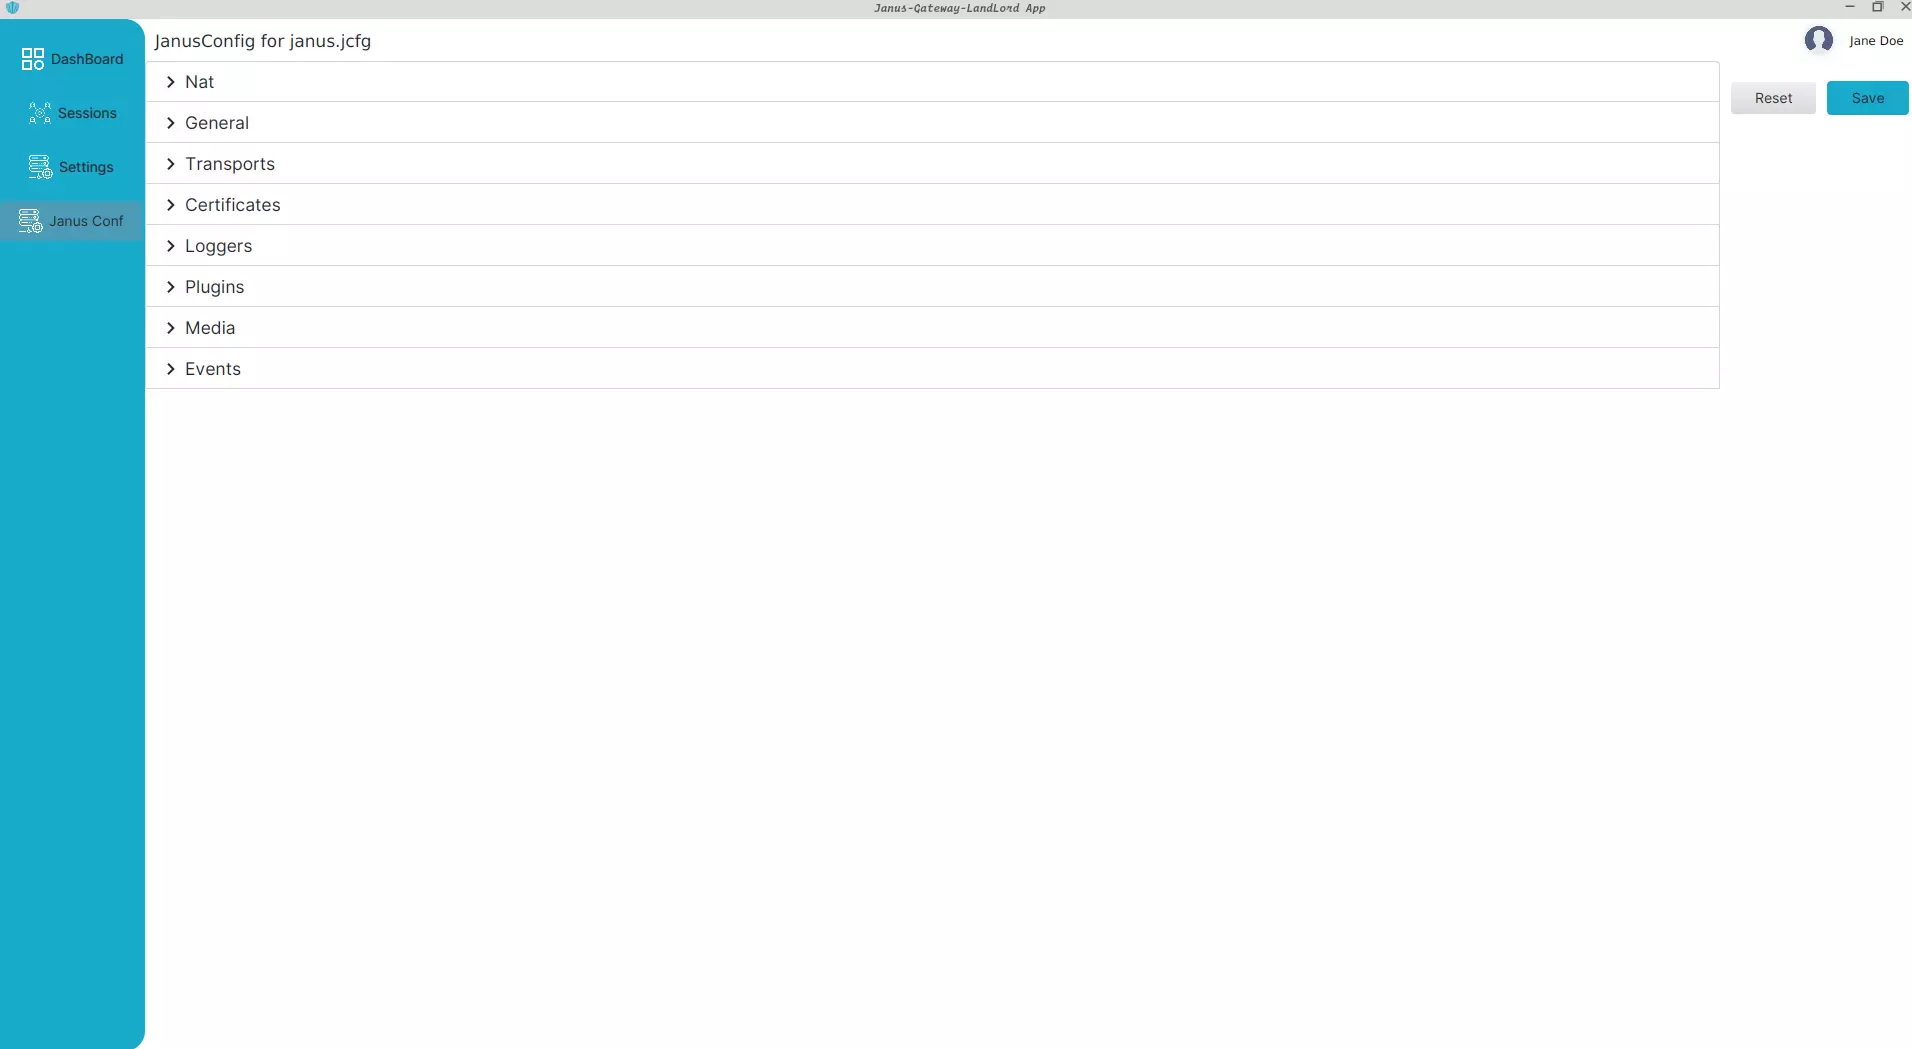 Janus-Gateway-LandLord App
DashBoard
Sessions
Settings
Janus Conf
JanusConfig for janus.jcfg
Jane Doe
Nat
General
Transports
Certificates
Loggers
Plugins
Media
Events
Reset
Save